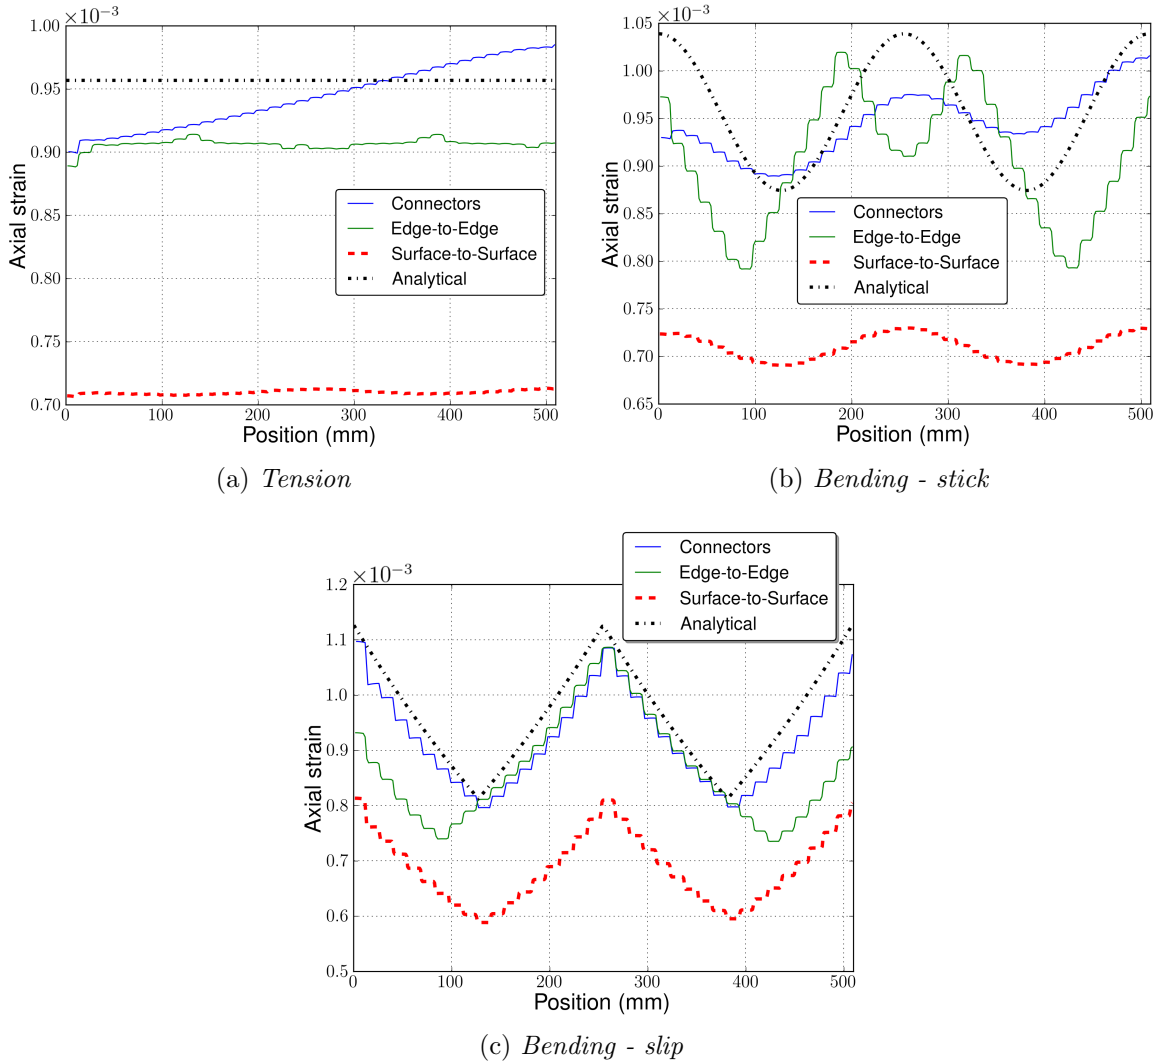 ×10⁻³
1.00
0.95
0.90
0.85
0.80
0.75
0.70
Axial strain
0 100 200 300 400 500
Position (mm)
Connectors
Edge-to-Edge
Surface-to-Surface
Analytical
(a) Tension
×10⁻³
1.05
1.00
0.95
0.90
0.85
0.80
0.75
0.70
0.65
Axial strain
0 100 200 300 400 500
Position (mm)
Connectors
Edge-to-Edge
Surface-to-Surface
Analytical
(b) Bending - stick
×10⁻³
1.2
1.1
1.0
0.9
0.8
0.7
0.6
0.5
Axial strain
0 100 200 300 400 500
Position (mm)
Connectors
Edge-to-Edge
Surface-to-Surface
Analytical
(c) Bending - slip